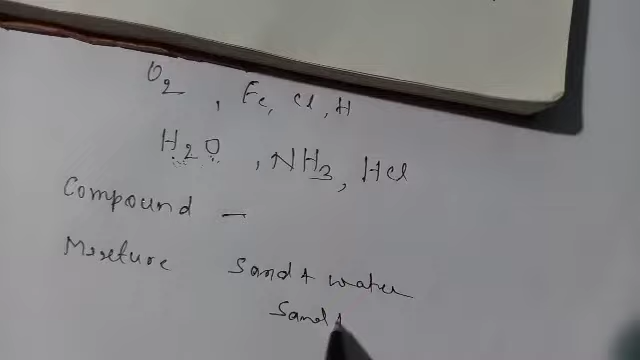 O2, Fe, Cl, H
H2O, NH3, HCl
Compound —
Mixture Sand + water
Sand +